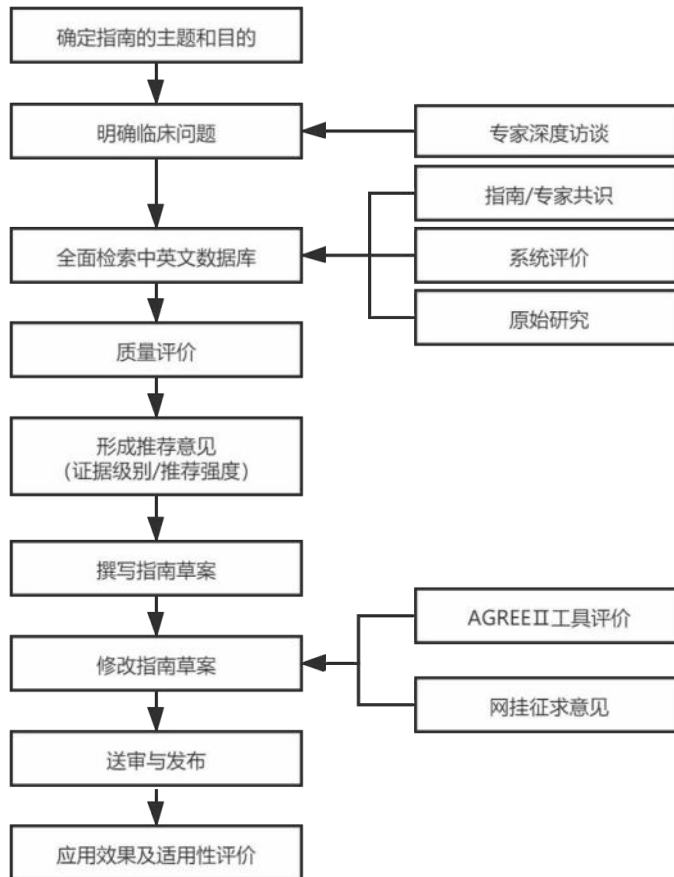 确定指南的主题和目的
明确临床问题
专家深度访谈
指南/专家共识
全面检索中英文数据库
系统评价
原始研究
质量评价
形成推荐意见
（证据级别/推荐强度）
撰写指南草案
AGREEⅡ工具评价
修改指南草案
网挂征求意见
送审与发布
应用效果及适用性评价